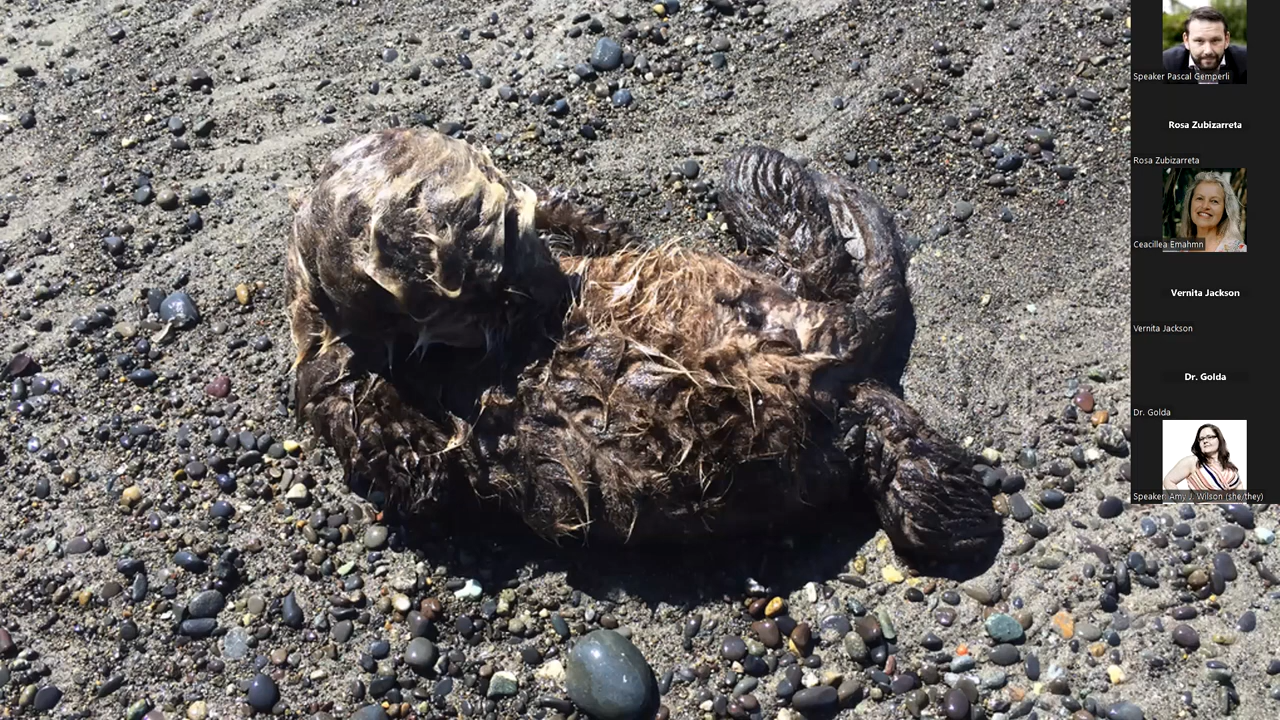 Speaker Pascal Gemperli
Rosa Zubizarreta
Rosa Zubizarreta
Ceacillea Emahmn
Vernita Jackson
Vernita Jackson
Dr. Golda
Dr. Golda
Speaker: Amy J. Wilson (she/they)